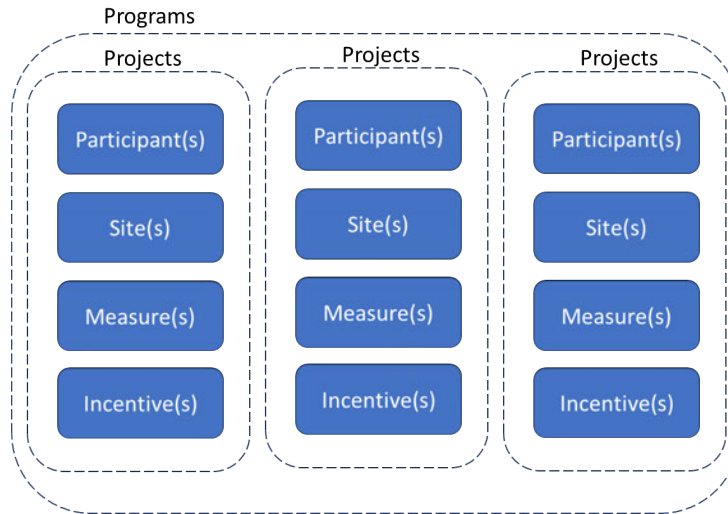 Programs
Projects
Participant(s)
Site(s)
Measure(s)
Incentive(s)
Projects
Participant(s)
Site(s)
Measure(s)
Incentive(s)
Projects
Participant(s)
Site(s)
Measure(s)
Incentive(s)